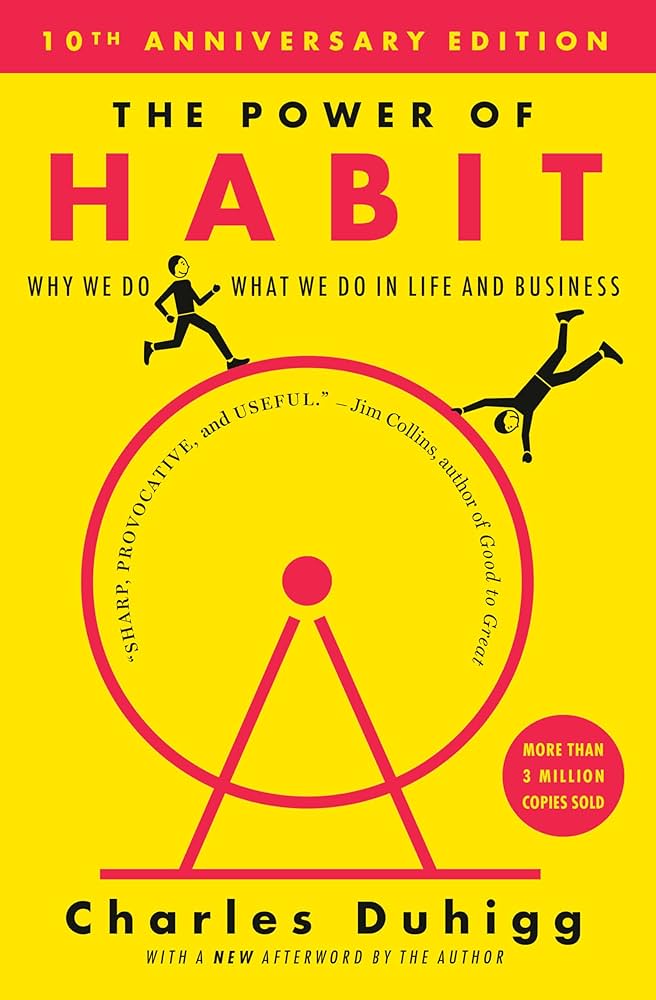 10TH ANNIVERSARY EDITION
THE POWER OF
HABIT
WHY WE DO WHAT WE DO IN LIFE AND BUSINESS
“SHARP, PROVOCATIVE, and USEFUL.” – Jim Collins, author of Good to Great
MORE THAN
3 MILLION
COPIES SOLD
Charles Duhigg
WITH A NEW AFTERWORD BY THE AUTHOR